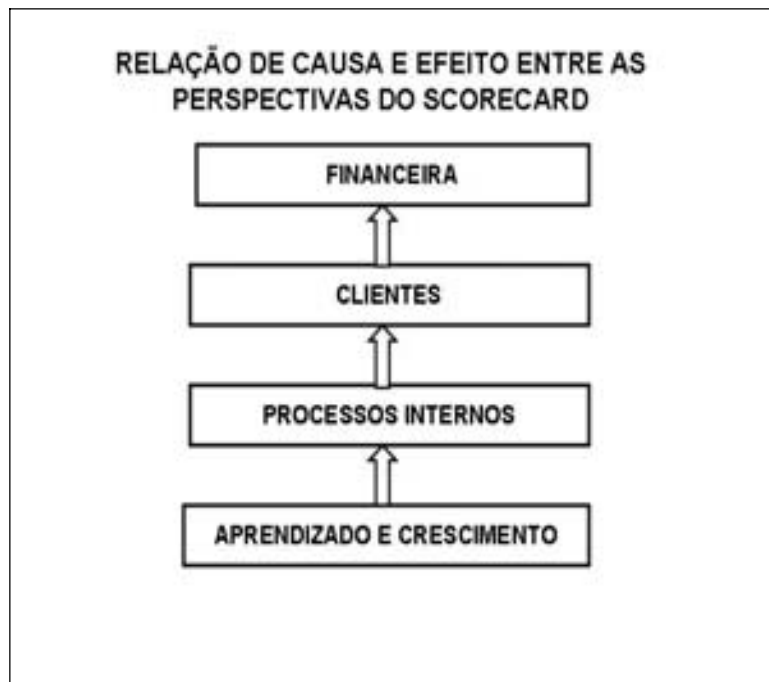 RELAÇÃO DE CAUSA E EFEITO ENTRE AS
PERSPECTIVAS DO SCORECARD
FINANCEIRA
CLIENTES
PROCESSOS INTERNOS
APRENDIZADO E CRESCIMENTO